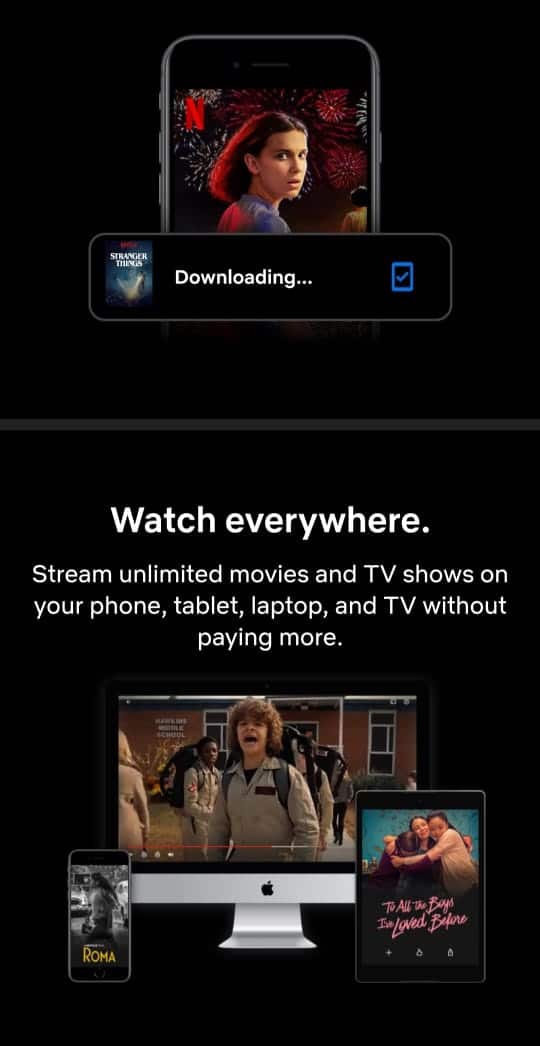 N
NETFLIX
STRANGER
THINGS
Downloading...
Watch everywhere.
Stream unlimited movies and TV shows on
your phone, tablet, laptop, and TV without
paying more.
HAWKINS
MIDDLE
SCHOOL
To All the Boys
I've Loved Before
ROMA